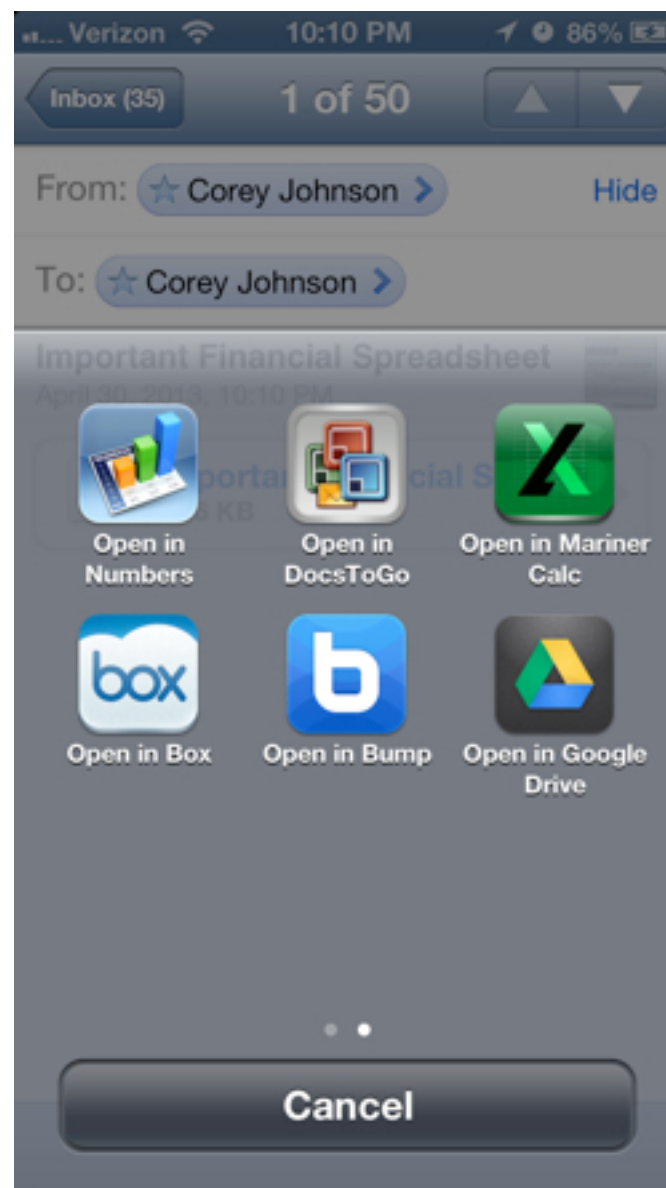 ... Verizon 10:10 PM 86%
Inbox (35) 1 of 50
From: Corey Johnson Hide
To: Corey Johnson
Important Financial Spreadsheet
April 30, 2013, 10:10 PM
cial S
KB
Open in Numbers
Open in DocsToGo
Open in Mariner Calc
box
b
X
Open in Box
Open in Bump
Open in Google Drive
Cancel